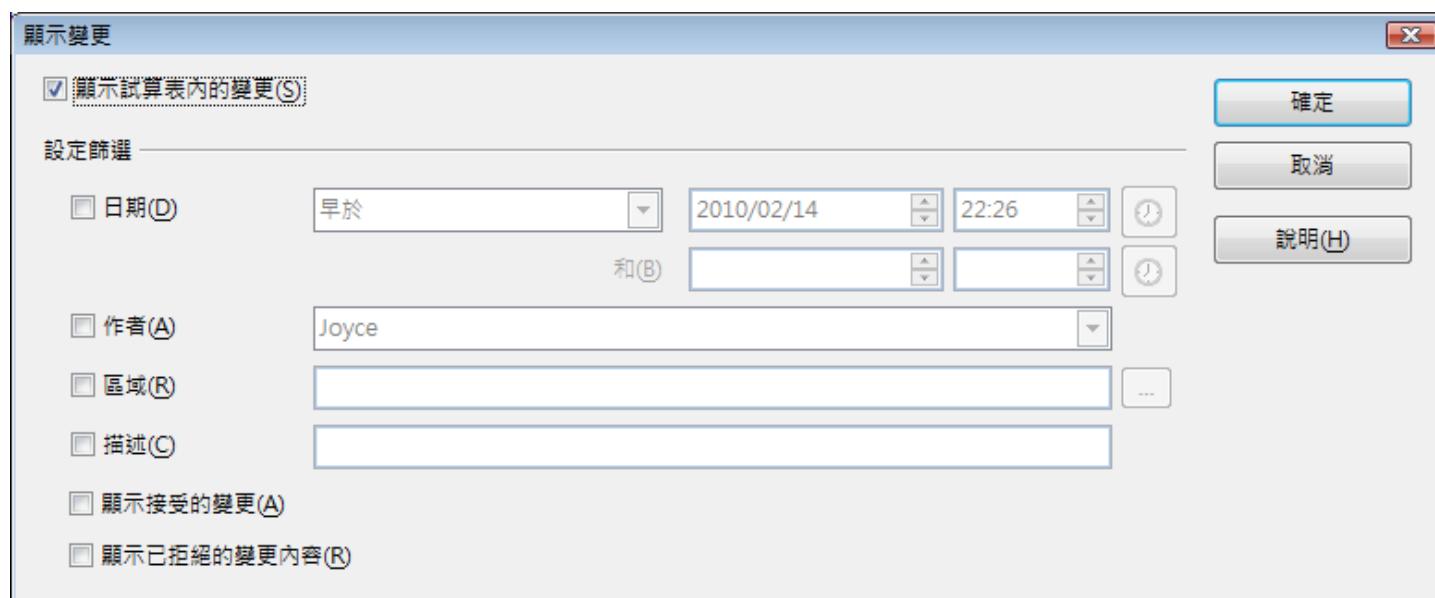 顯示變更
顯示試算表內的變更(S)
確定
設定篩選
取消
日期(D) 早於 2010/02/14 22:26
說明(H)
和(B)
作者(A) Joyce
區域(R) ...
描述(C)
顯示接受的變更(A)
顯示已拒絕的變更內容(R)